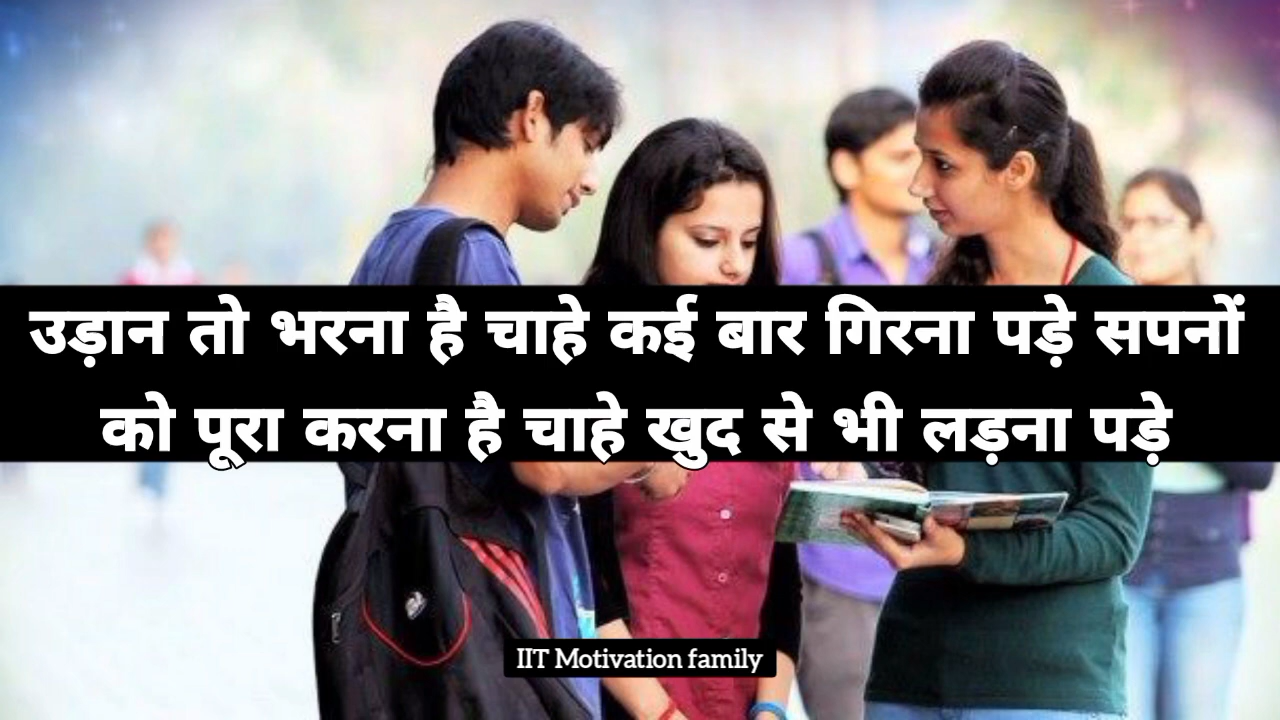 उड़ान तो भरना है चाहे कई बार गिरना पड़े सपनों
को पूरा करना है चाहे खुद से भी लड़ना पड़े
IIT Motivation family